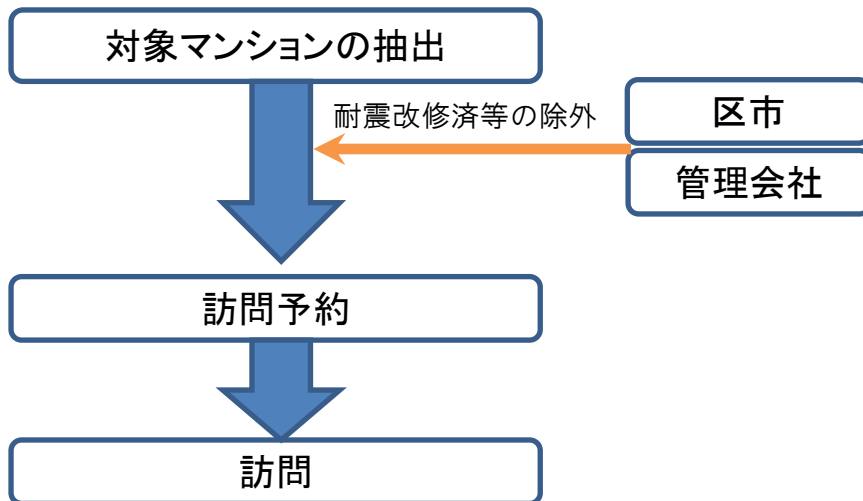 対象マンションの抽出
耐震改修済等の除外
区市
管理会社
訪問予約
訪問